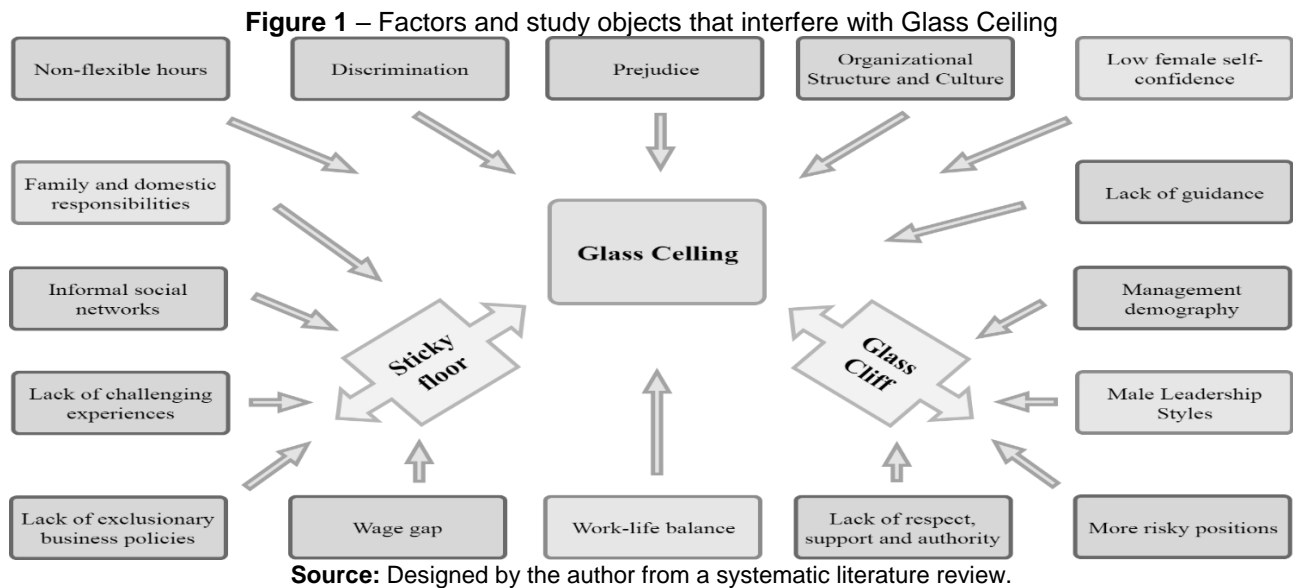 Figure 1 – Factors and study objects that interfere with Glass Ceiling
Non-flexible hours
Discrimination
Prejudice
Organizational
Structure and Culture
Low female self-
confidence
Family and domestic
responsibilities
Glass Celling
Lack of guidance
Informal social
networks
Sticky
floor
Glass
Cliff
Management
demography
Lack of challenging
experiences
Male Leadership
Styles
Lack of exclusionary
business policies
Wage gap
Work-life balance
Lack of respect,
support and authority
More risky positions
Source: Designed by the author from a systematic literature review.